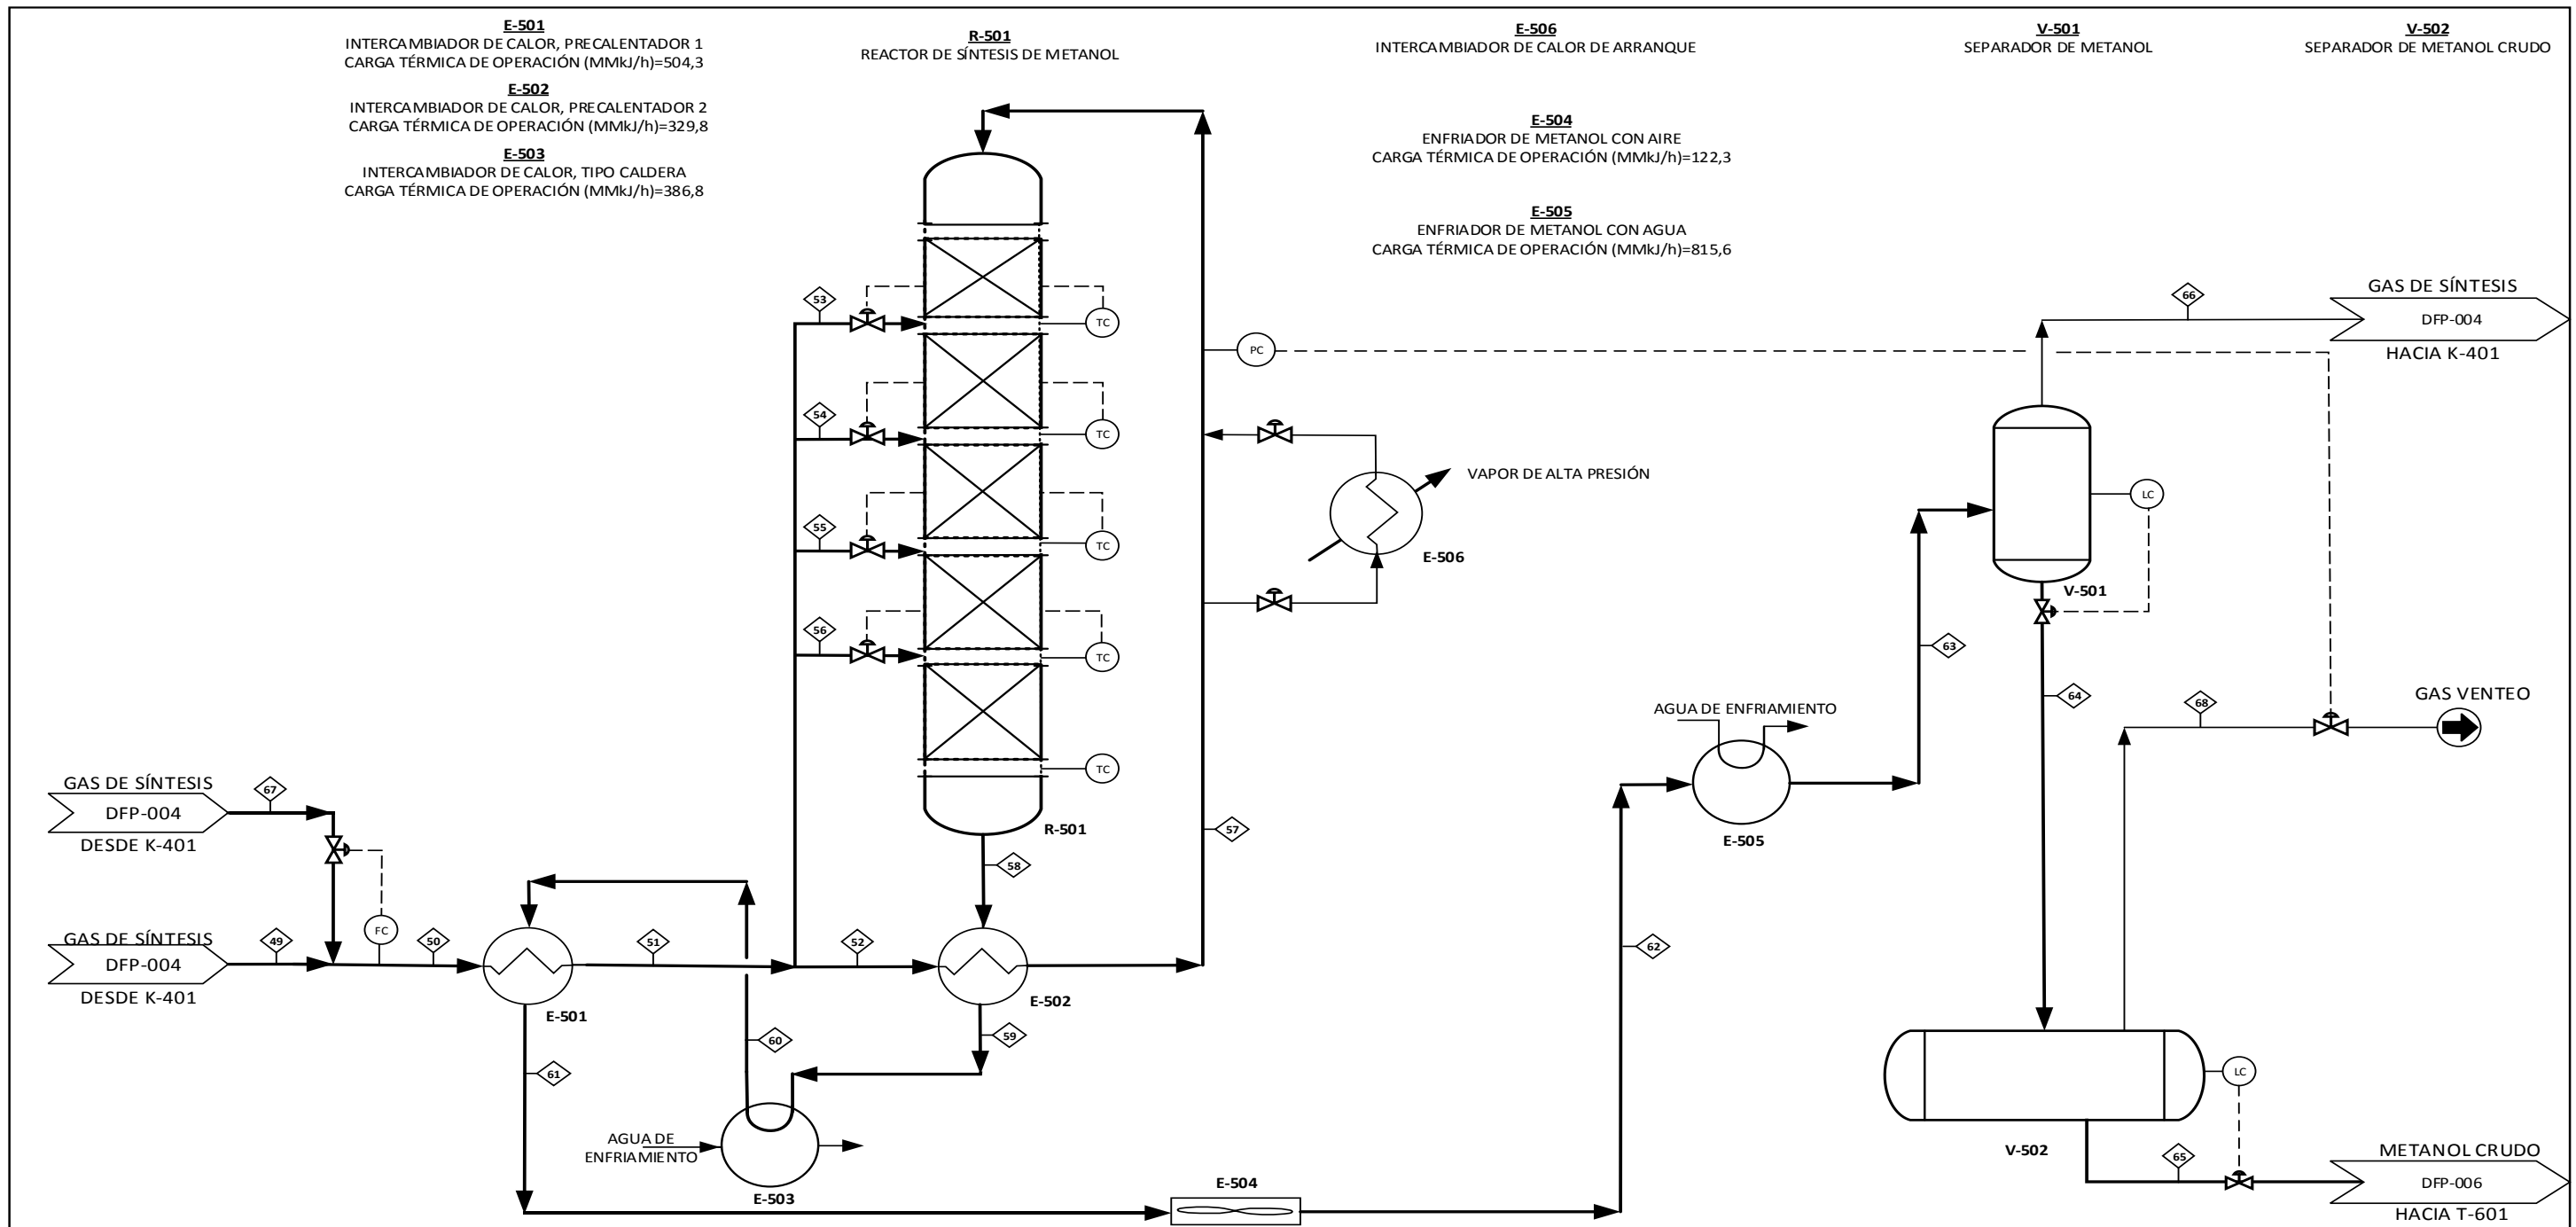 E-501
INTERCAMBIADOR DE CALOR, PRECALENTADOR 1
CARGA TÉRMICA DE OPERACIÓN (MMkJ/h)=504,3
E-502
INTERCAMBIADOR DE CALOR, PRECALENTADOR 2
CARGA TÉRMICA DE OPERACIÓN (MMkJ/h)=329,8
E-503
INTERCAMBIADOR DE CALOR, TIPO CALDERA
CARGA TÉRMICA DE OPERACIÓN (MMkJ/h)=386,8
R-501
REACTOR DE SÍNTESIS DE METANOL
E-506
INTERCAMBIADOR DE CALOR DE ARRANQUE
E-504
ENFRIADOR DE METANOL CON AIRE
CARGA TÉRMICA DE OPERACIÓN (MMkJ/h)=122,3
E-505
ENFRIADOR DE METANOL CON AGUA
CARGA TÉRMICA DE OPERACIÓN (MMkJ/h)=815,6
V-501
SEPARADOR DE METANOL
V-502
SEPARADOR DE METANOL CRUDO
53
TC
54
TC
55
TC
56
TC
TC
R-501
PC
VAPOR DE ALTA PRESIÓN
E-506
66
GAS DE SÍNTESIS
DFP-004
HACIA K-401
LC
V-501
63
64
68
GAS VENTEO
AGUA DE ENFRIAMIENTO
E-505
62
57
58
GAS DE SÍNTESIS
DFP-004
DESDE K-401
67
FC
GAS DE SÍNTESIS
DFP-004
DESDE K-401
49
50
51
52
E-501
E-502
59
60
61
AGUA DE
ENFRIAMIENTO
E-503
E-504
LC
V-502
65
METANOL CRUDO
DFP-006
HACIA T-601